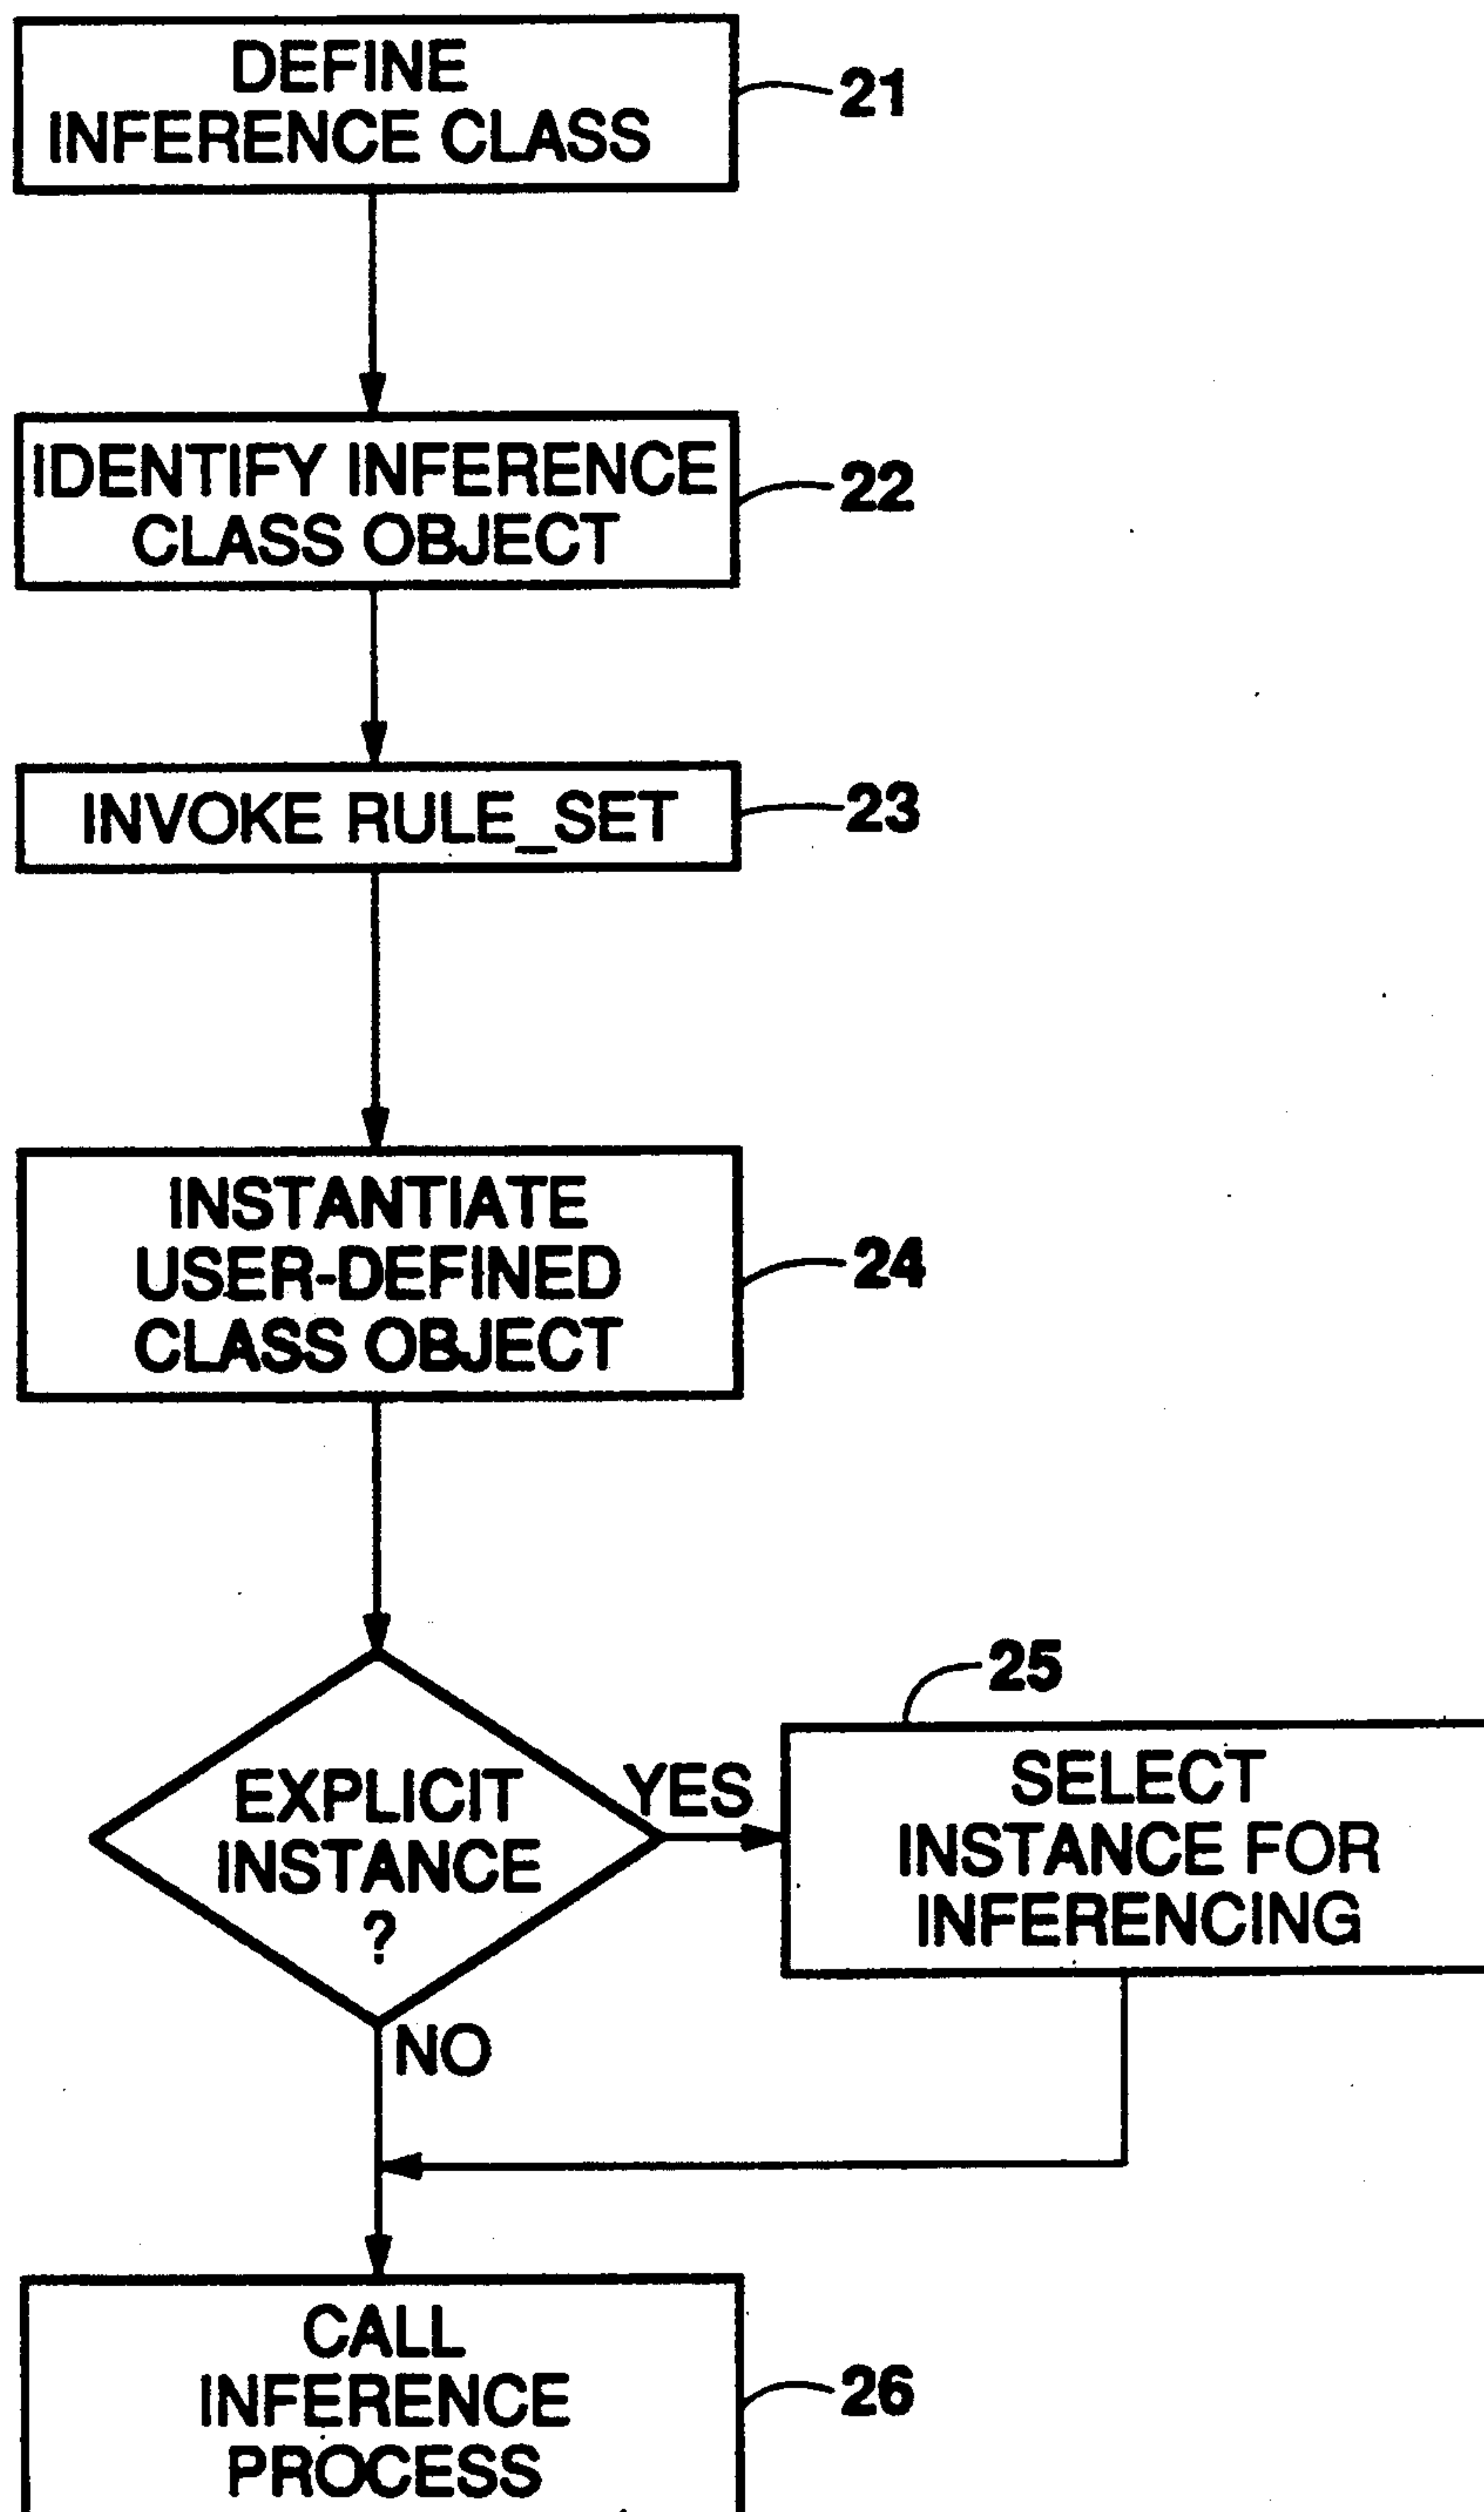 DEFINE
INFERENCE CLASS
21
IDENTIFY INFERENCE
CLASS OBJECT
22
INVOKE RULE_SET
23
INSTANTIATE
USER-DEFINED
CLASS OBJECT
24
EXPLICIT
INSTANCE
?
YES
25
SELECT
INSTANCE FOR
INFERENCING
NO
CALL
INFERENCE
PROCESS
26